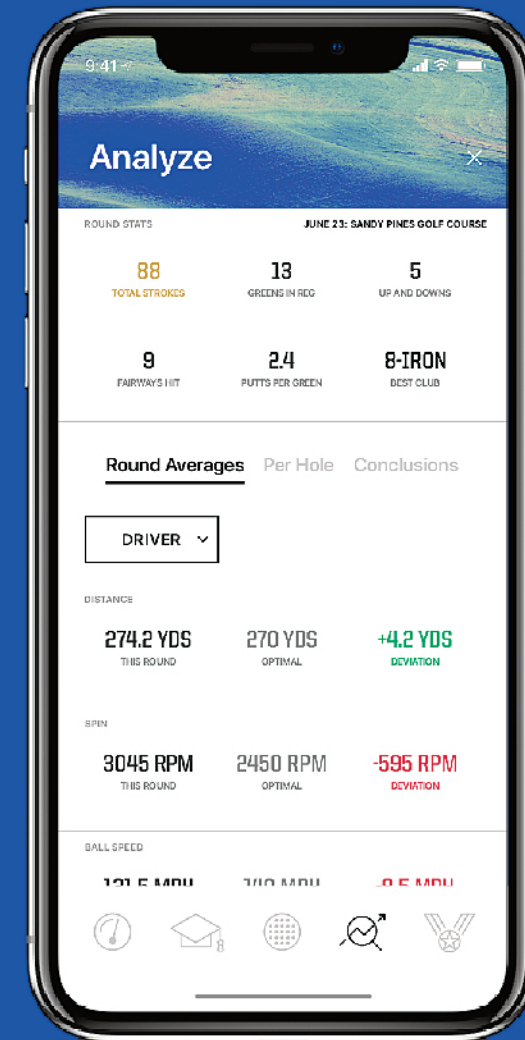 9:41
Analyze
ROUND STATS JUNE 23: SANDY PINES GOLF COURSE
88 13 5
TOTAL STROKES GREENS IN REG UP AND DOWNS
9 2.4 8-IRON
FAIRWAYS HIT PUTTS PER GREEN BEST CLUB
Round Averages Per Hole Conclusions
DRIVER
DISTANCE
274.2 YDS 270 YDS +4.2 YDS
THIS ROUND OPTIMAL DEVIATION
SPIN
3045 RPM 2450 RPM -595 RPM
THIS ROUND OPTIMAL DEVIATION
BALL SPEED
MPH MPH MPH